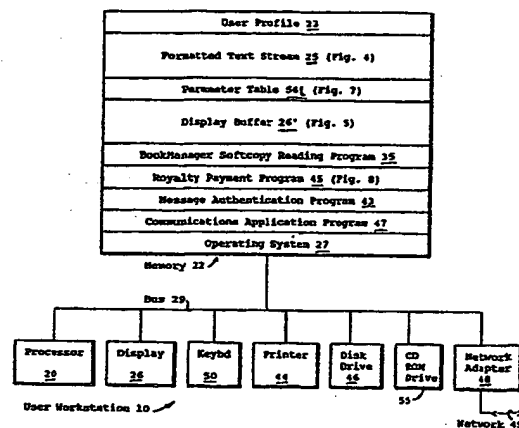 User Profile 23
Formatted Text Stream 25 (Fig. 4)
Parameter Table 54 (Fig. 7)
Display Buffer 26' (Fig. 5)
BookManager Softcopy Reading Program 35
Royalty Payment Program 45 (Fig. 8)
Message Authentication Program 43
Communications Application Program 47
Operating System 27
Memory 22
Bus 29
Processor 20
Display 26
Keybd 50
Printer 44
Disk Drive 46
CD ROM Drive 55
Network Adapter 48
User Workstation 10
Network